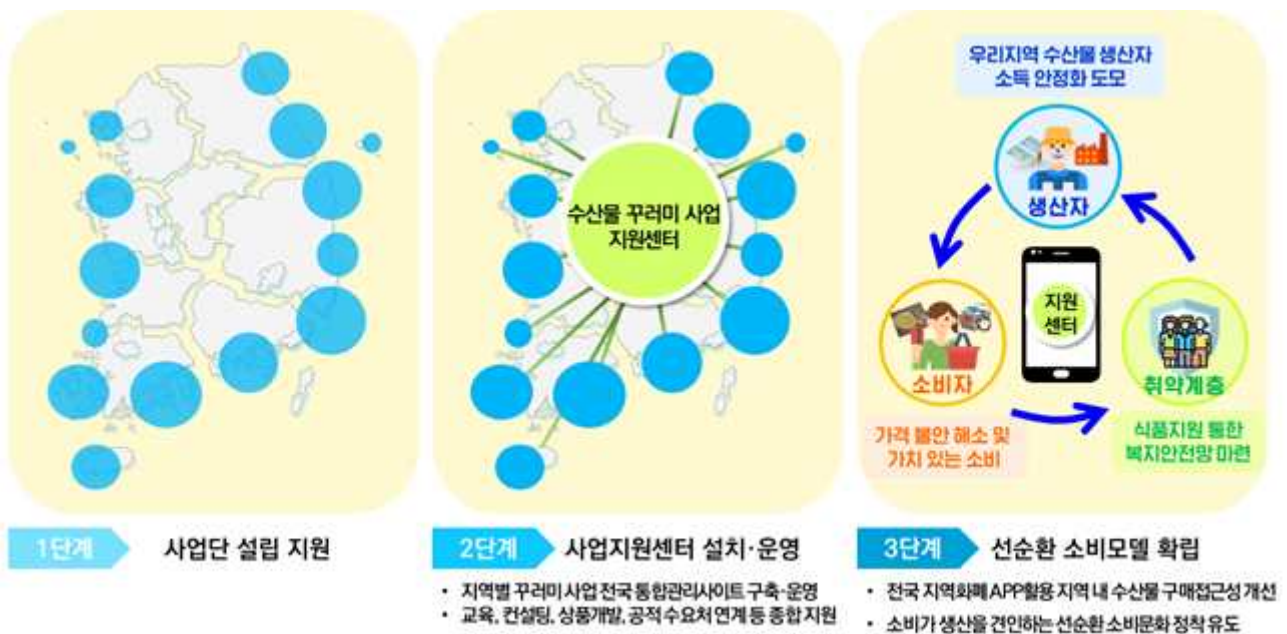 수산물 꾸러미 사업
지원센터
우리지역 수산물 생산자
소득 안정화 도모
생산자
지원
센터
소비자
취약계층
가격 불안 해소 및
가치 있는 소비
식품지원 통한
복지안전망 마련
1단계 사업단 설립 지원
2단계 사업지원센터 설치·운영
• 지역별 꾸러미 사업 전국 통합관리사이트 구축·운영
• 교육, 컨설팅, 상품개발, 공적 수요처 연계 등 종합 지원
3단계 선순환 소비모델 확립
• 전국 지역화폐 APP활용 지역 내 수산물 구매접근성 개선
• 소비가 생산을 견인하는 선순환 소비문화 정착 유도